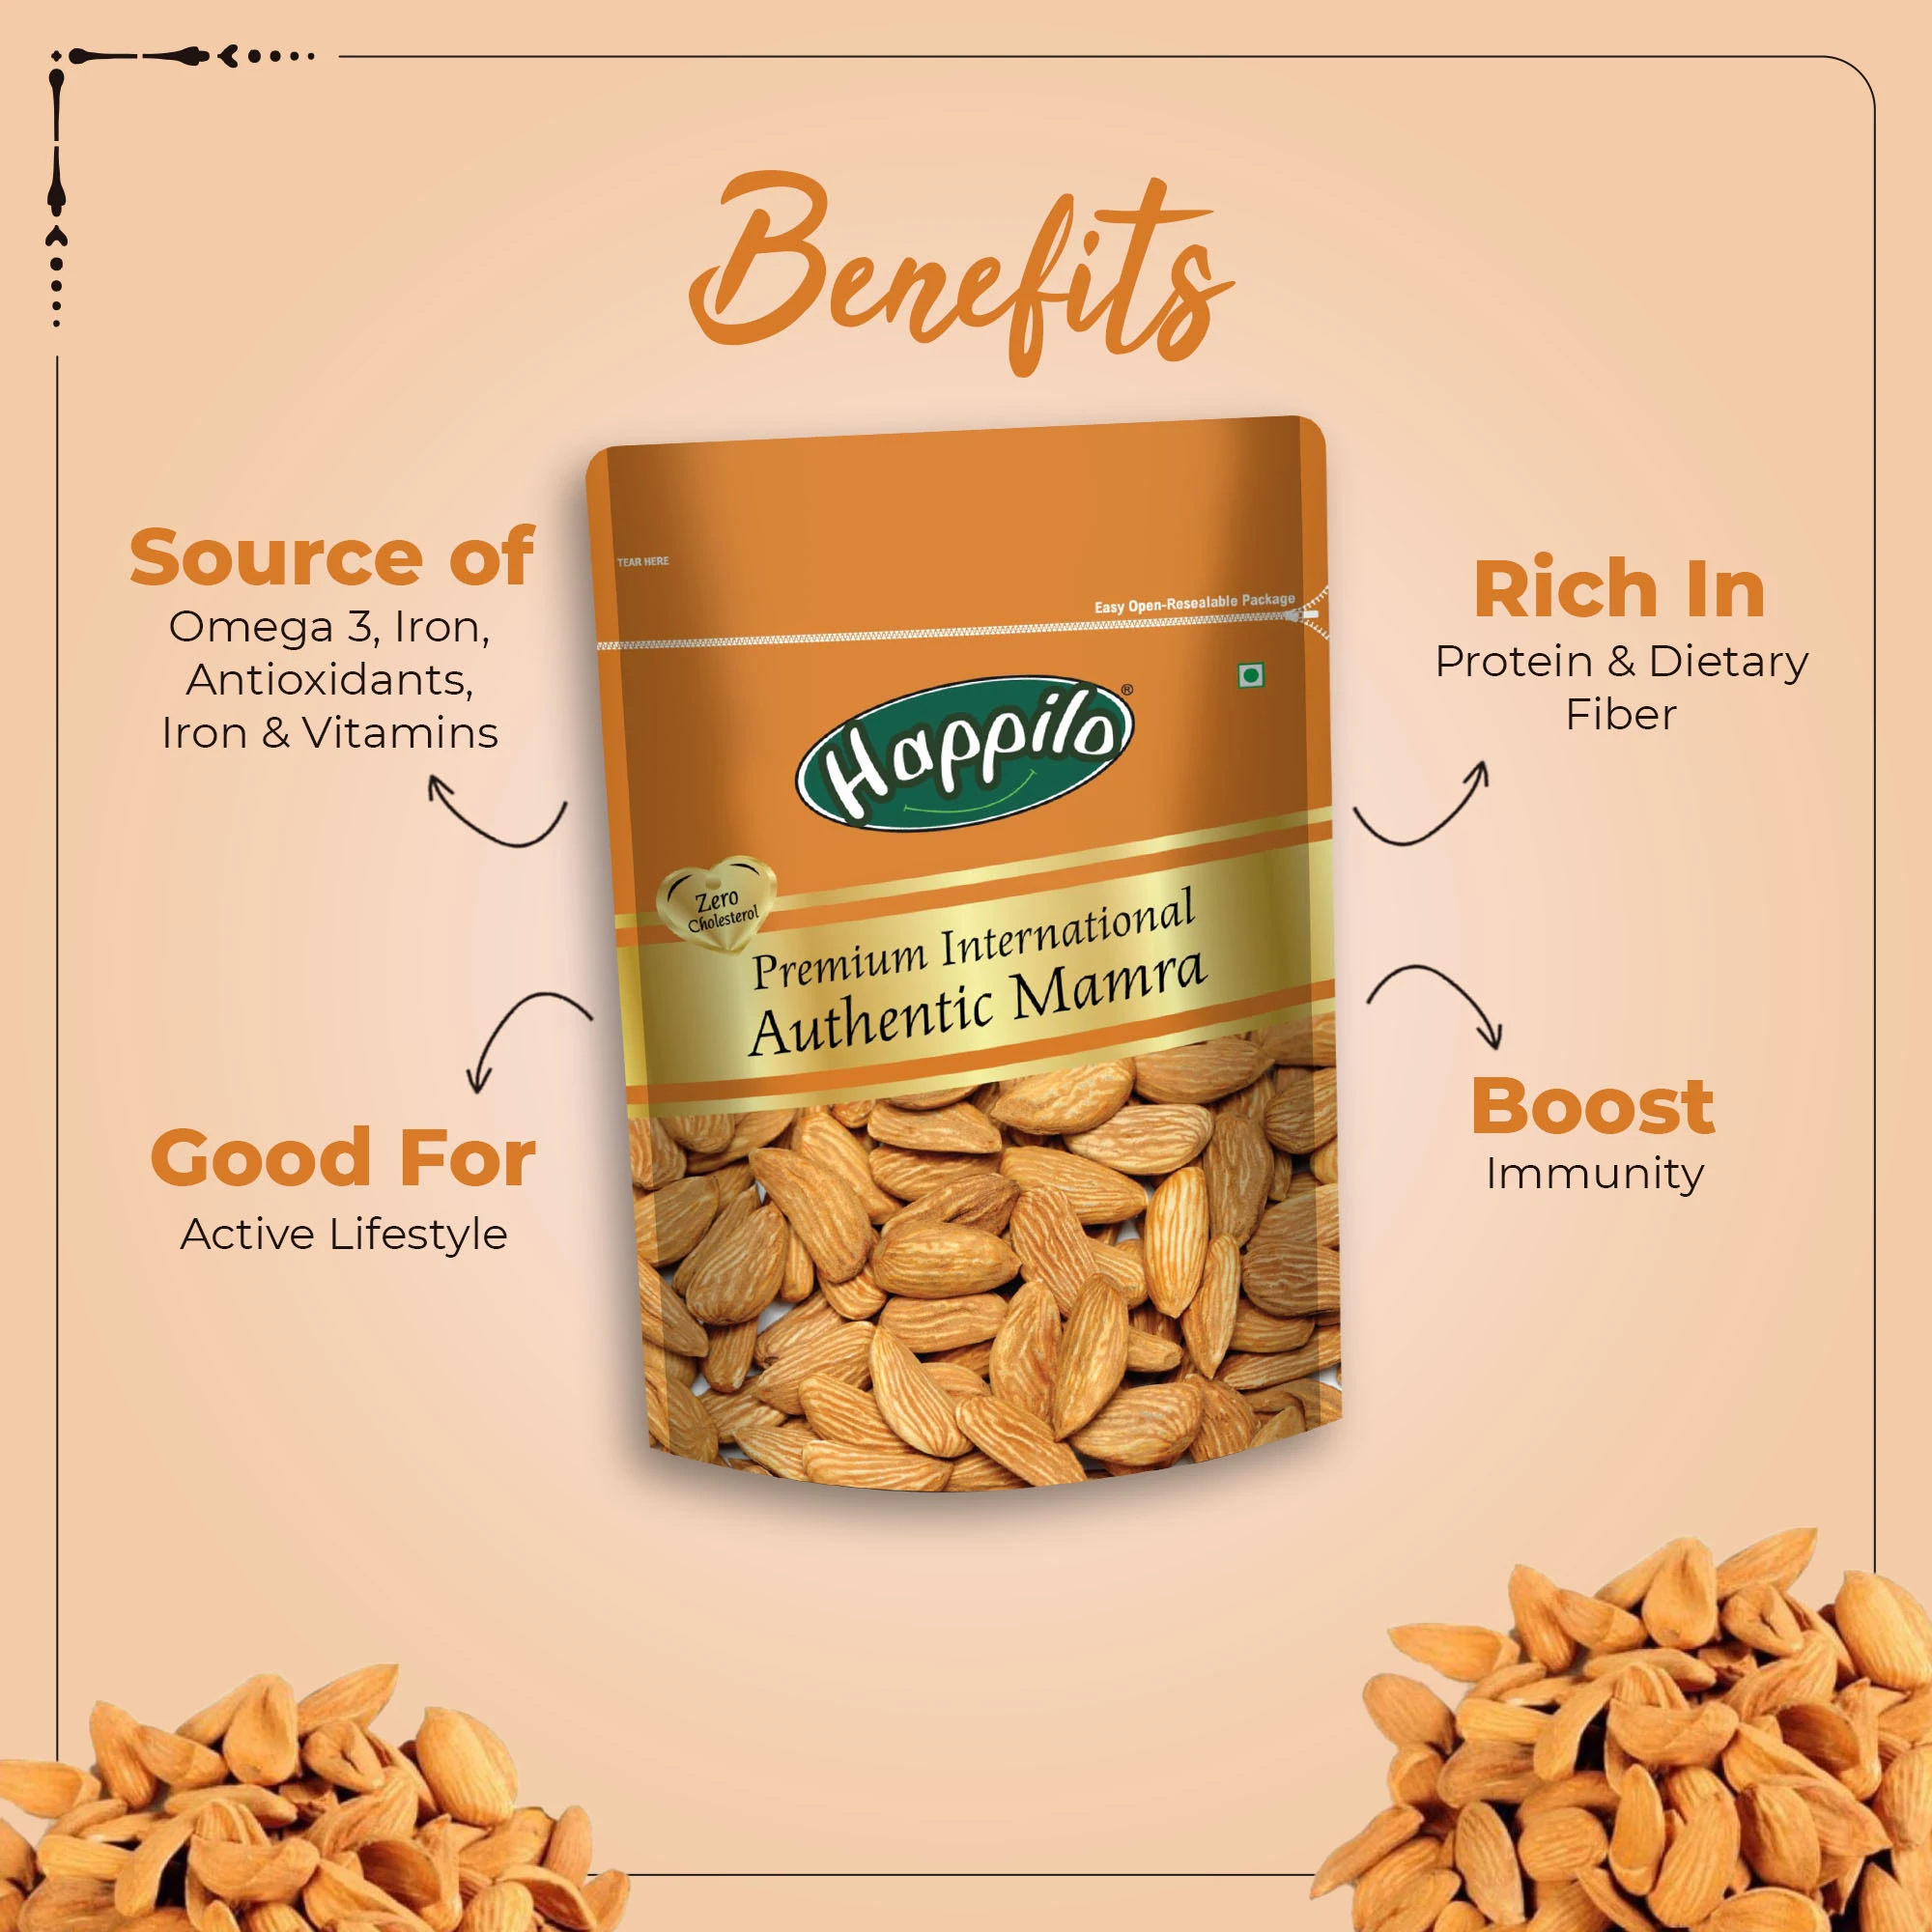 Benefits
Source of
Omega 3, Iron,
Antioxidants,
Iron & Vitamins
Rich In
Protein & Dietary
Fiber
Good For
Active Lifestyle
Boost
Immunity
TEAR HERE
Easy Open-Resealable Package
Happilo®
Zero
Cholesterol
Premium International
Authentic Mamra